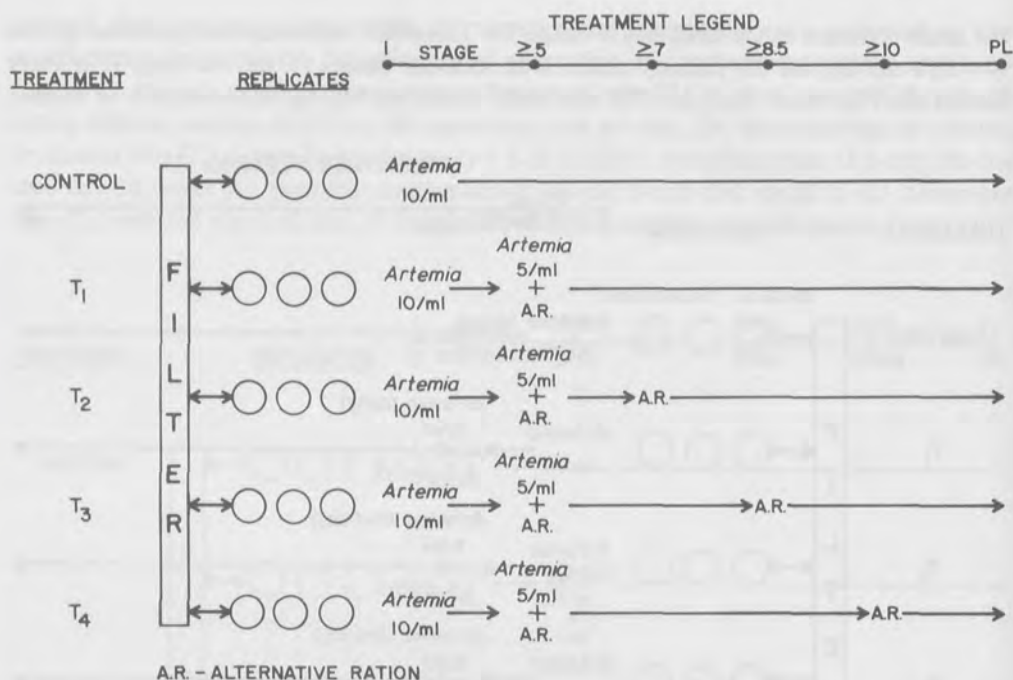 TREATMENT LEGEND
I STAGE ≥5 ≥7 ≥8.5 ≥10 PL
TREATMENT REPLICATES
CONTROL Artemia
10/ml
Artemia
T1 Artemia 5/ml
10/ml +
A.R.
Artemia
T2 Artemia 5/ml
10/ml + A.R.
A.R.
Artemia
T3 Artemia 5/ml
10/ml + A.R.
A.R.
Artemia
T4 Artemia 5/ml
10/ml + A.R.
A.R.
FILTER
A.R. – ALTERNATIVE RATION